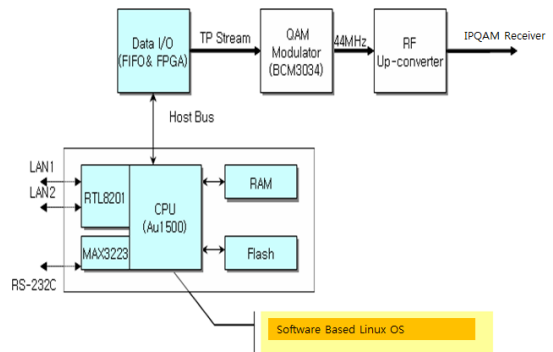 Data I/O
(FIFO & FPGA)
TP Stream
QAM
Modulator
(BCM3034)
44MHz
RF
Up-converter
IPQAM Receiver
Host Bus
LAN1
LAN2
RTL8201
CPU
(Au1500)
RAM
MAX3223
Flash
RS-232C
Software Based Linux OS